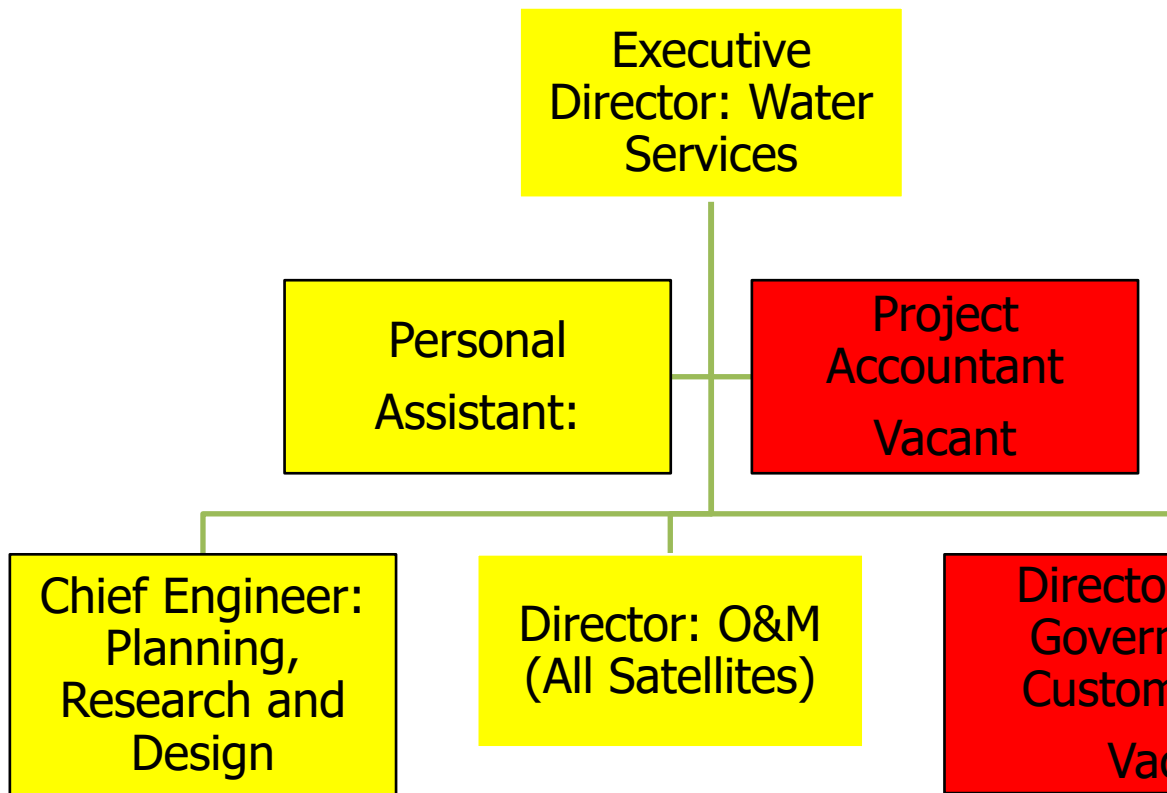 Executive
Director: Water
Services
Personal
Assistant:
Project
Accountant
Vacant
Chief Engineer:
Planning,
Research and
Design
Director: O&M
(All Satellites)